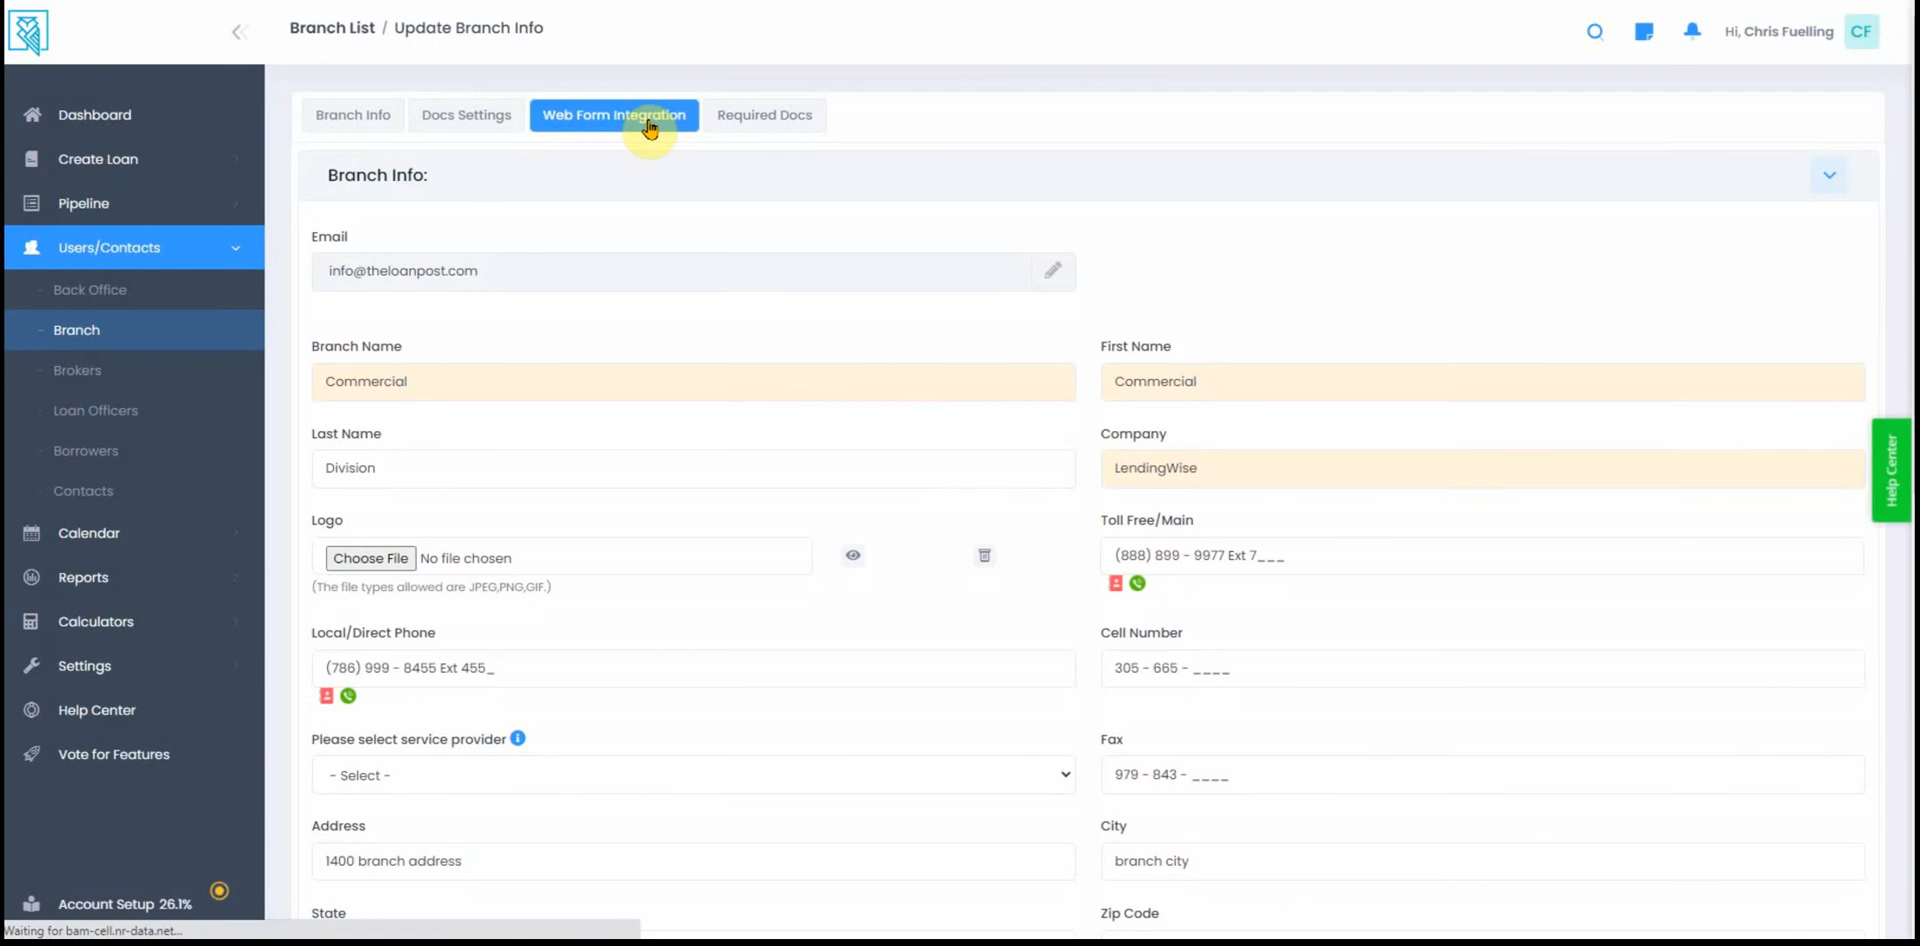 Branch List / Update Branch Info
Hi, Chris Fuelling CF
Dashboard
Create Loan
Pipeline
Users/Contacts
Back Office
Branch
Brokers
Loan Officers
Borrowers
Contacts
Calendar
Reports
Calculators
Settings
Help Center
Vote for Features
Account Setup 26.1%
Waiting for bam-cell.nr-data.net...
Branch Info Docs Settings Web Form Integration Required Docs
Branch Info:
Email
info@theloanpost.com
Branch Name First Name
Commercial Commercial
Last Name Company
Division LendingWise
Logo Toll Free/Main
Choose File No file chosen (888) 899 - 9977 Ext 7___
(The file types allowed are JPEG,PNG,GIF.)
Local/Direct Phone Cell Number
(786) 999 - 8455 Ext 455_ 305 - 665 - ____
Please select service provider Fax
- Select - 979 - 843 - ____
Address City
1400 branch address branch city
State Zip Code
Help Center